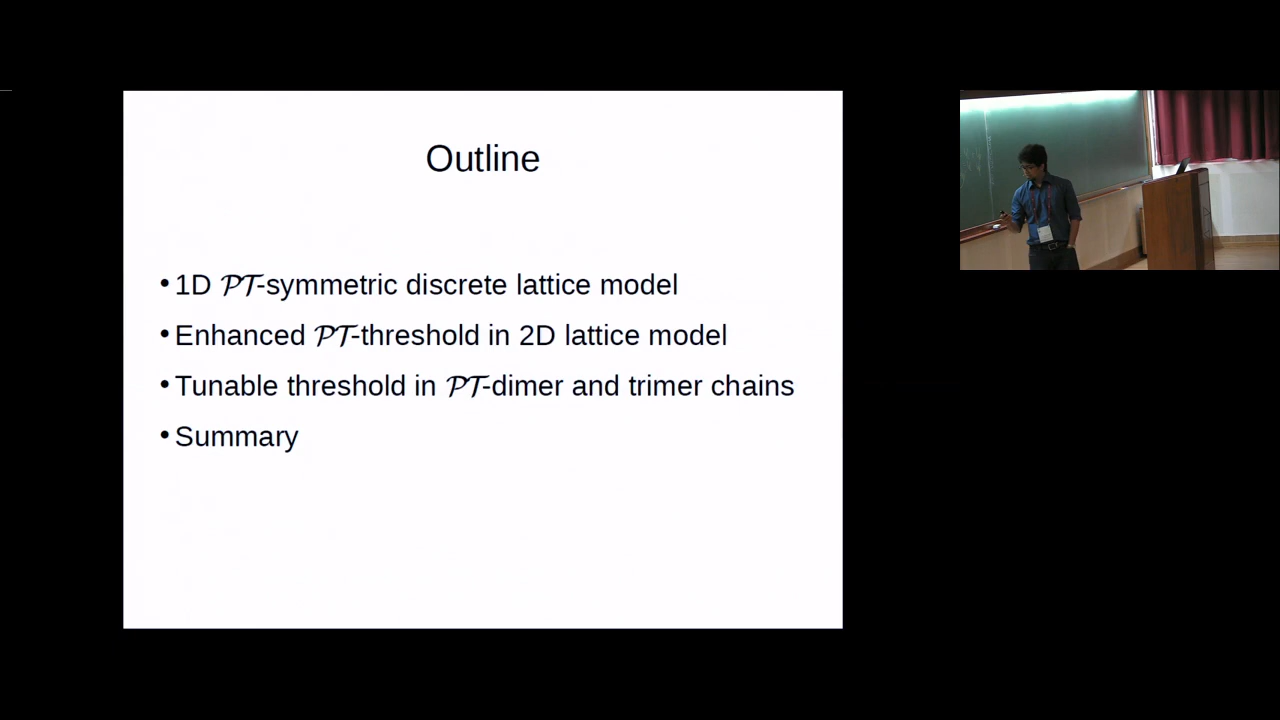 Outline
•1D 𝒫𝒯-symmetric discrete lattice model
•Enhanced 𝒫𝒯-threshold in 2D lattice model
•Tunable threshold in 𝒫𝒯-dimer and trimer chains
•Summary